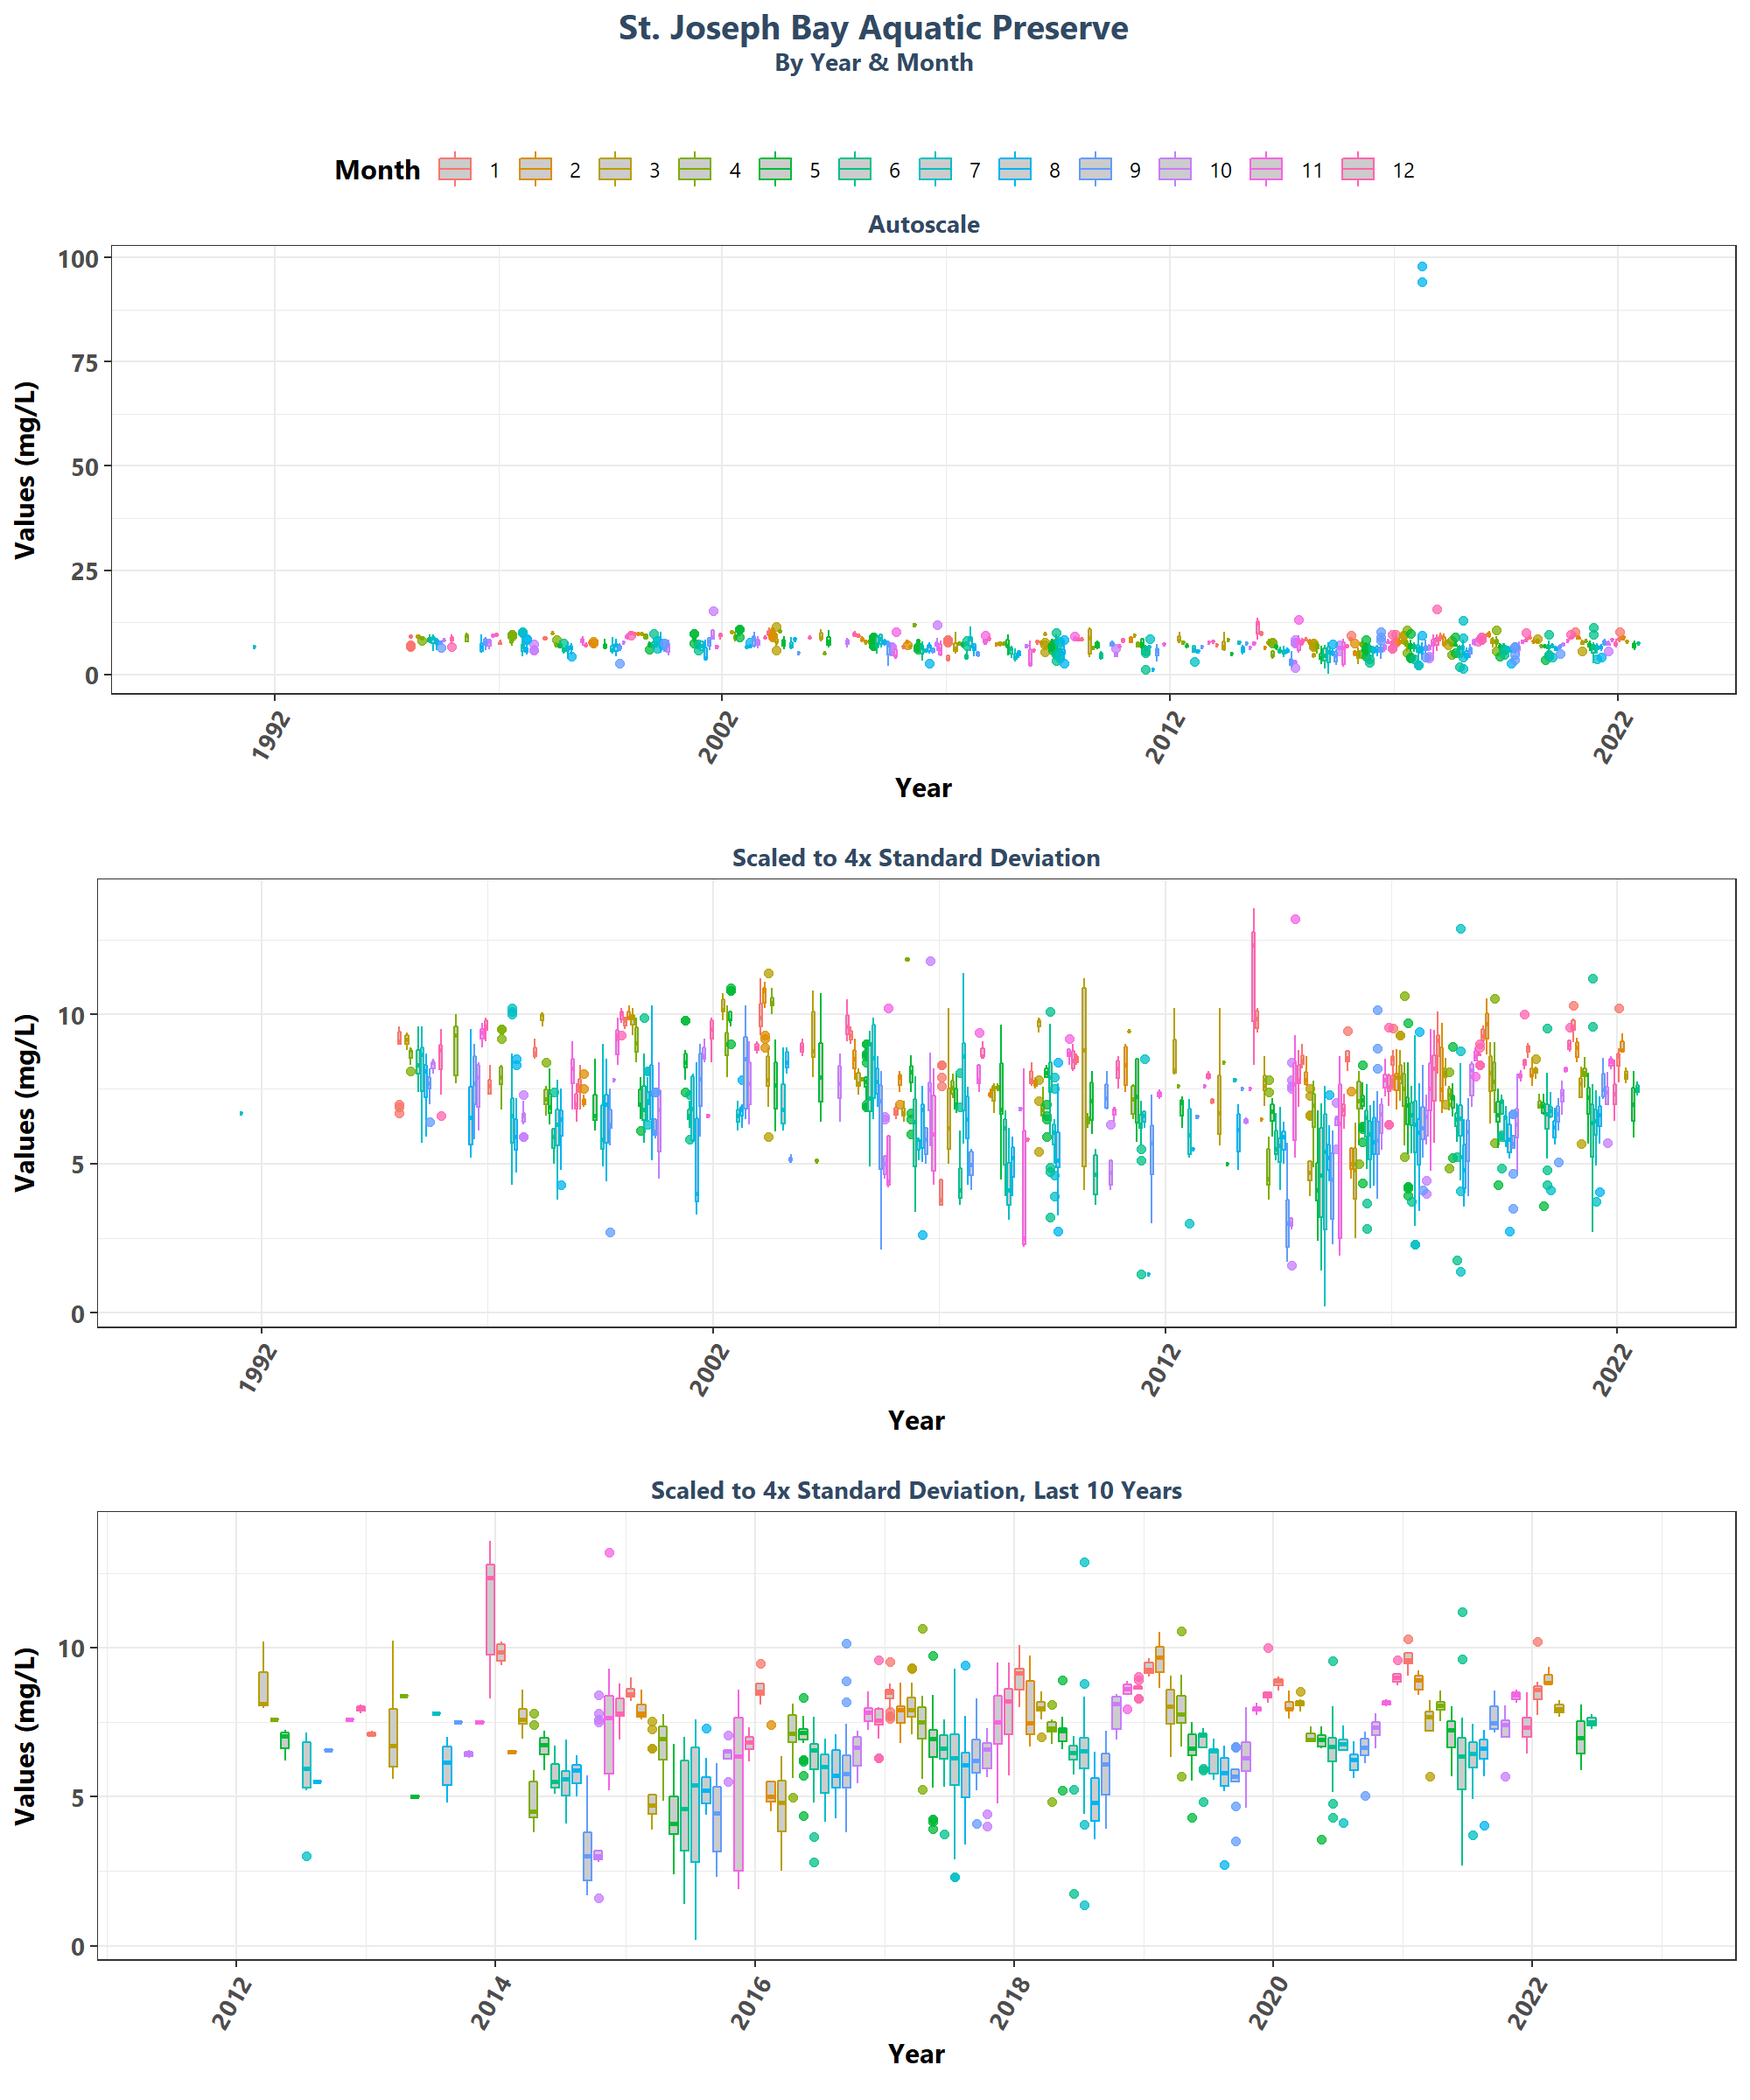 St. Joseph Bay Aquatic Preserve
By Year & Month
Month 1 2 3 4 5 6 7 8 9 10 11 12
Autoscale
Values (mg/L)
100
75
50
25
0
1992 2002 2012 2022
Year
Scaled to 4x Standard Deviation
Values (mg/L)
10
5
0
1992 2002 2012 2022
Year
Scaled to 4x Standard Deviation, Last 10 Years
Values (mg/L)
10
5
0
2012 2014 2016 2018 2020 2022
Year